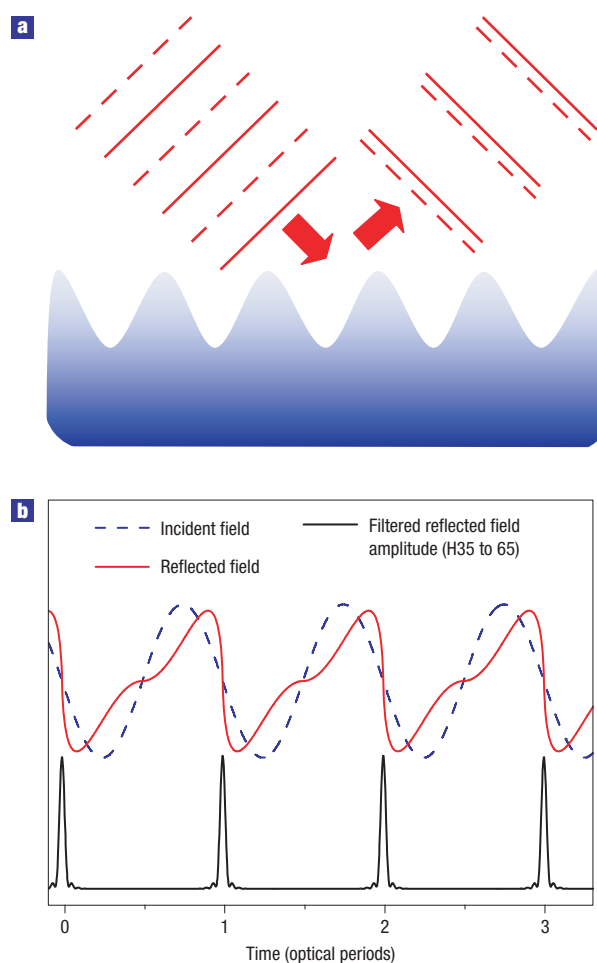 a
b
Incident field
Reflected field
Filtered reflected field
amplitude (H35 to 65)
0 1 2 3
Time (optical periods)